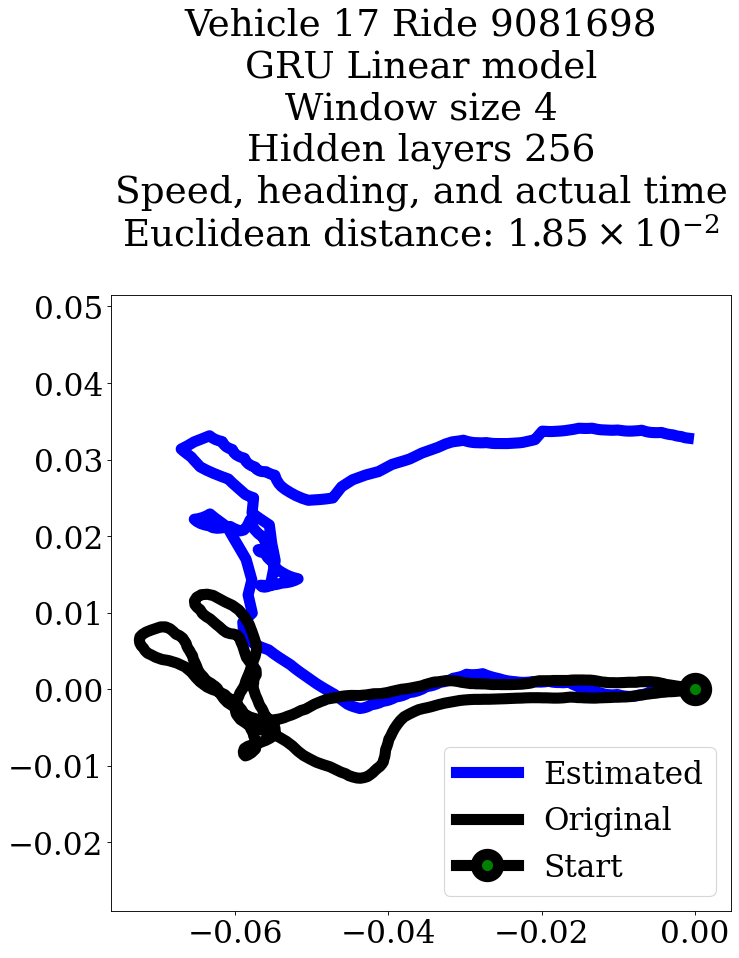 Vehicle 17 Ride 9081698
GRU Linear model
Window size 4
Hidden layers 256
Speed, heading, and actual time
Euclidean distance: 1.85 × 10⁻²
0.05
0.04
0.03
0.02
0.01
0.00
−0.01
−0.02
Estimated
Original
Start
−0.06 −0.04 −0.02 0.00